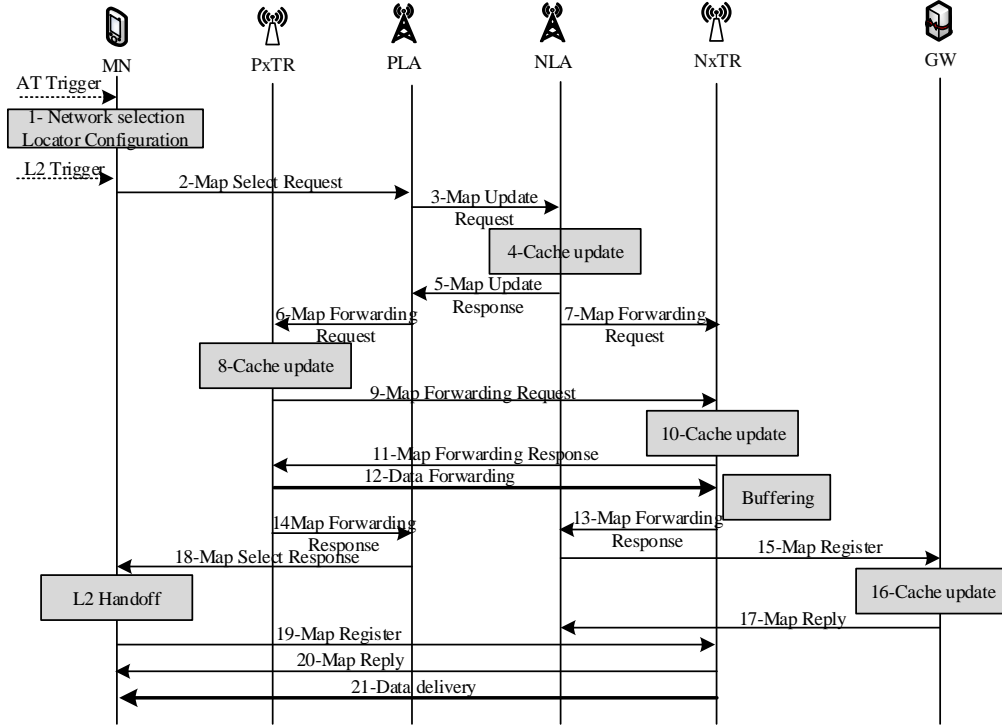 MN
PxTR
PLA
NLA
NxTR
GW
AT Trigger
1- Network selection
Locator Configuration
L2 Trigger
2-Map Select Request
3-Map Update
Request
4-Cache update
5-Map Update
Response
6-Map Forwarding
Request
7-Map Forwarding
Request
8-Cache update
9-Map Forwarding Request
10-Cache update
11-Map Forwarding Response
12-Data Forwarding
Buffering
13-Map Forwarding
Response
14Map Forwarding
Response
15-Map Register
18-Map Select Response
16-Cache update
L2 Handoff
17-Map Reply
19-Map Register
20-Map Reply
21-Data delivery